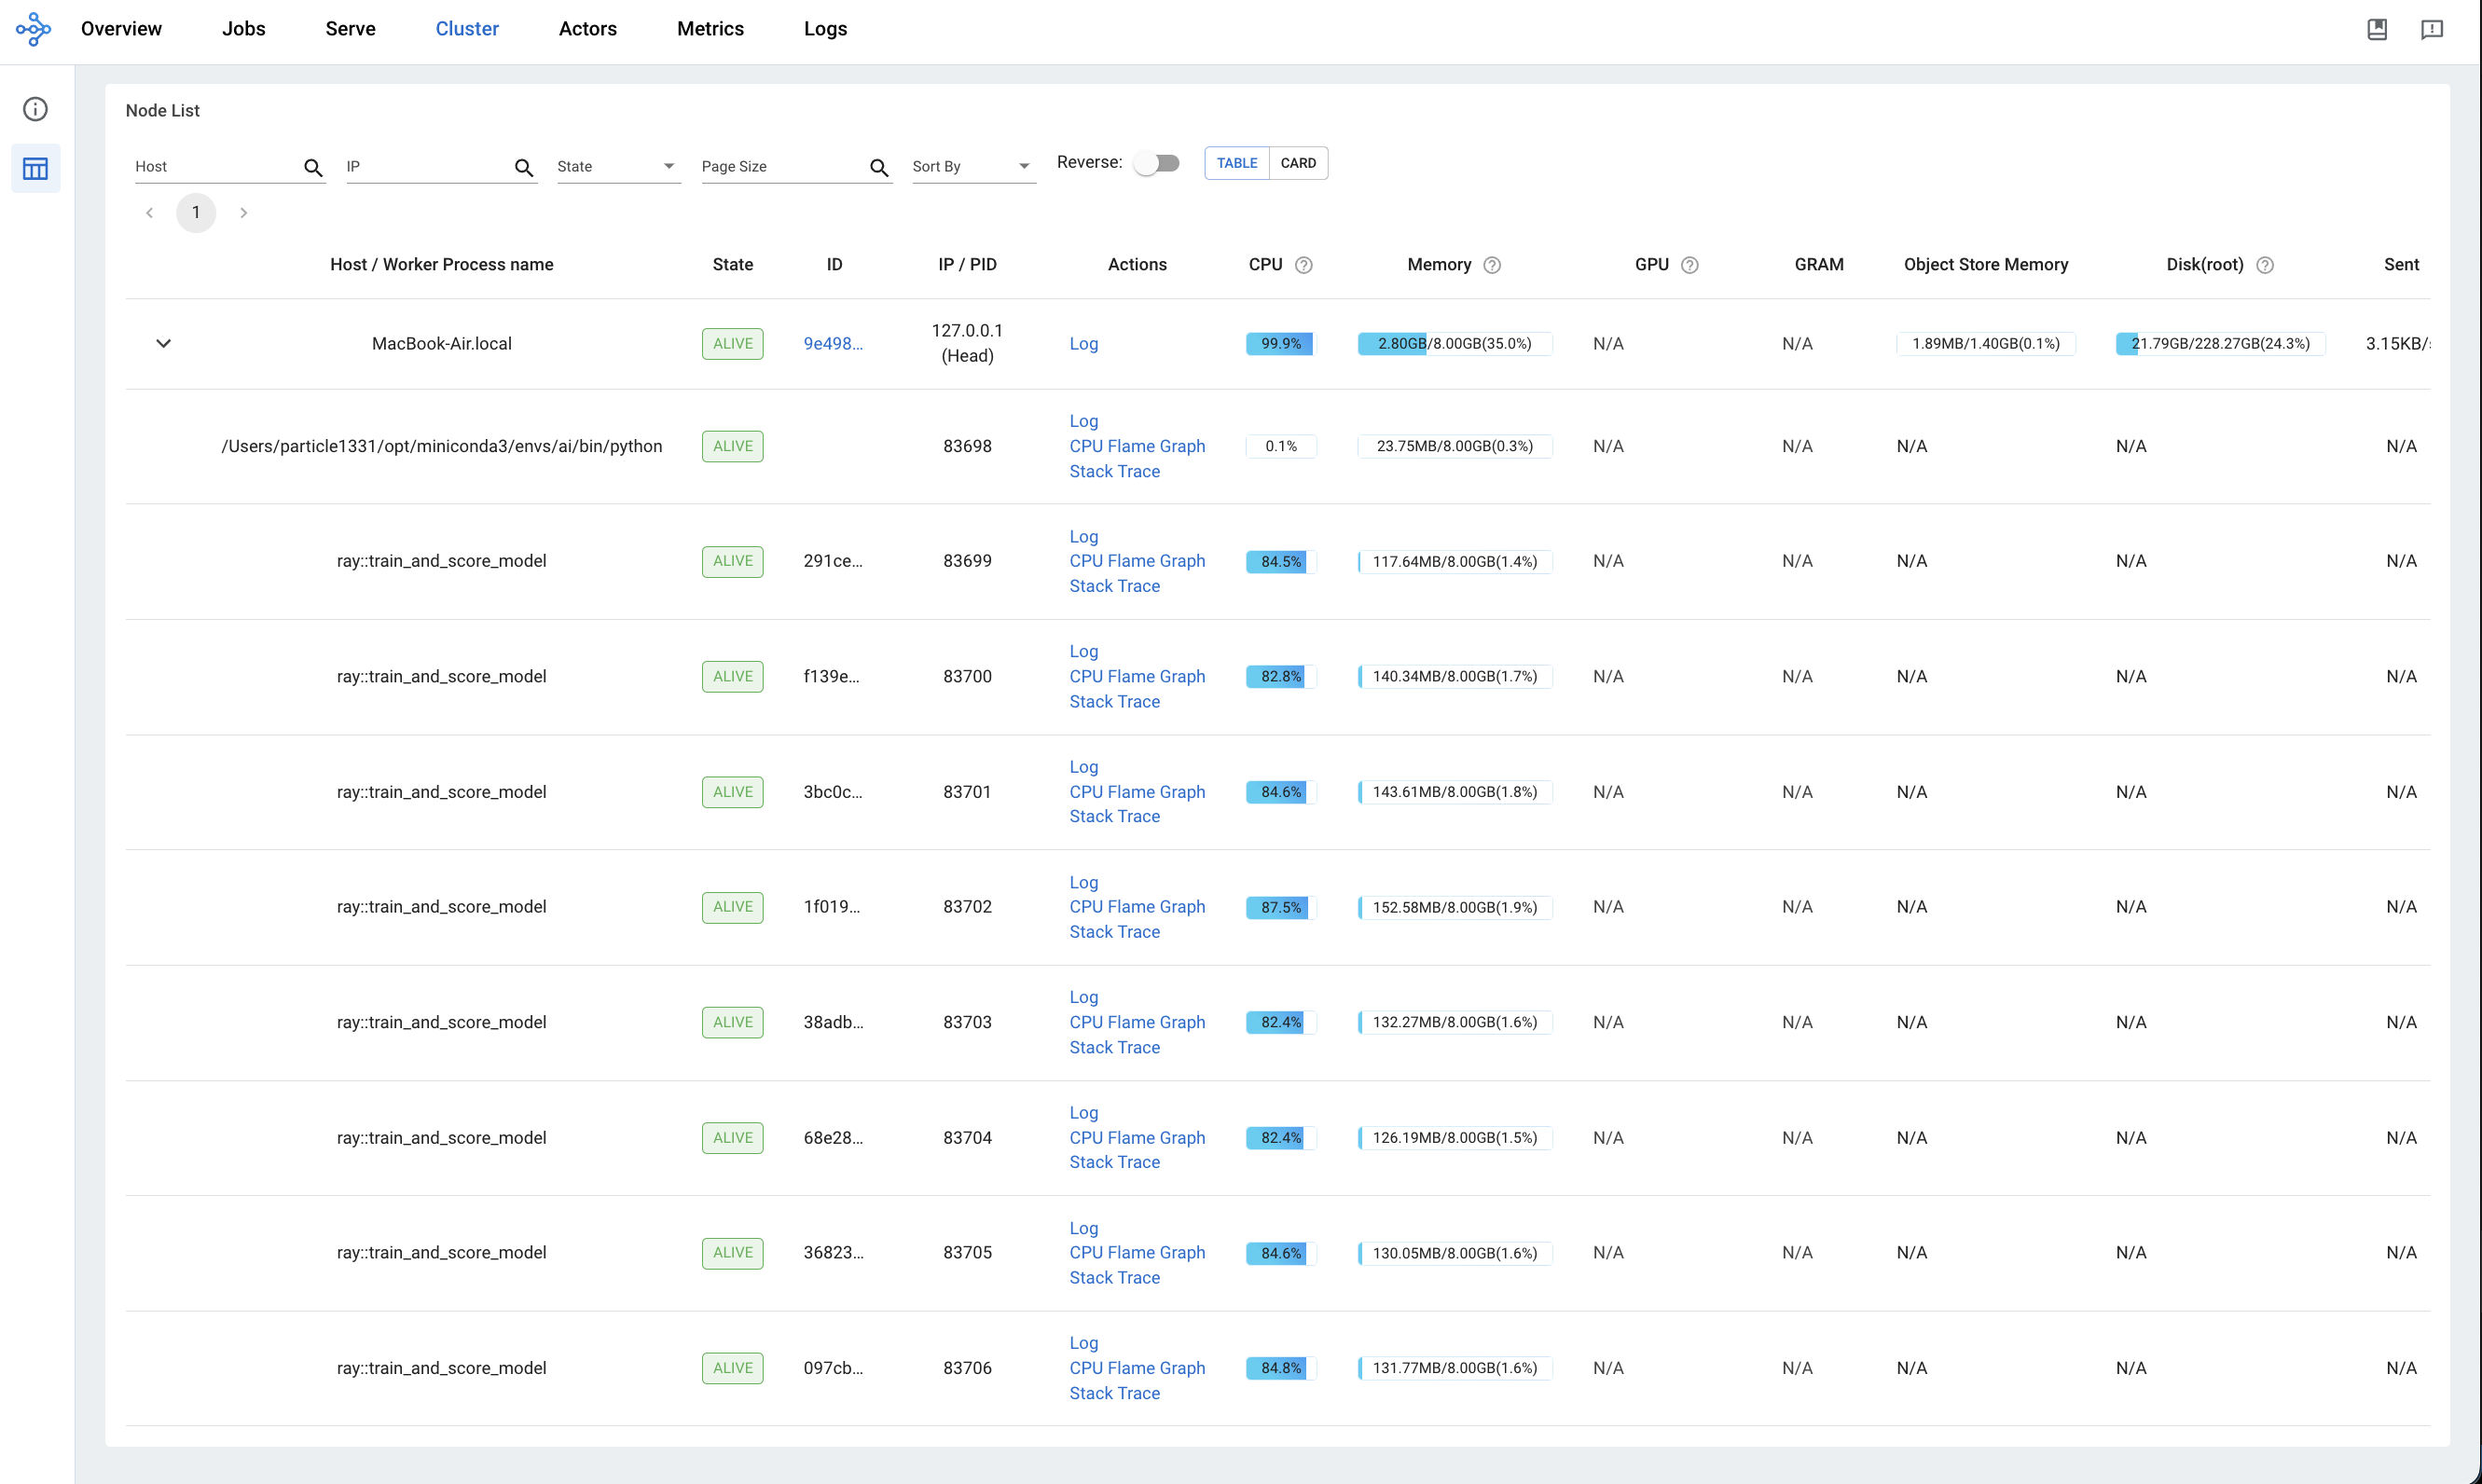 Overview Jobs Serve Cluster Actors Metrics Logs
Node List
Host IP State Page Size Sort By Reverse: TABLE CARD
1
Host / Worker Process name State ID IP / PID Actions CPU Memory GPU GRAM Object Store Memory Disk(root) Sent
MacBook-Air.local ALIVE 9e498... 127.0.0.1 (Head) Log 99.9% 2.80GB/8.00GB(35.0%) N/A N/A 1.89MB/1.40GB(0.1%) 21.79GB/228.27GB(24.3%) 3.15KB/
/Users/particle1331/opt/miniconda3/envs/ai/bin/python ALIVE 83698 Log CPU Flame Graph Stack Trace 0.1% 23.75MB/8.00GB(0.3%) N/A N/A N/A N/A N/A
ray::train_and_score_model ALIVE 291ce... 83699 Log CPU Flame Graph Stack Trace 84.5% 117.64MB/8.00GB(1.4%) N/A N/A N/A N/A N/A
ray::train_and_score_model ALIVE f139e... 83700 Log CPU Flame Graph Stack Trace 82.8% 140.34MB/8.00GB(1.7%) N/A N/A N/A N/A N/A
ray::train_and_score_model ALIVE 3bc0c... 83701 Log CPU Flame Graph Stack Trace 84.6% 143.61MB/8.00GB(1.8%) N/A N/A N/A N/A N/A
ray::train_and_score_model ALIVE 1f019... 83702 Log CPU Flame Graph Stack Trace 87.5% 152.58MB/8.00GB(1.9%) N/A N/A N/A N/A N/A
ray::train_and_score_model ALIVE 38adb... 83703 Log CPU Flame Graph Stack Trace 82.4% 132.27MB/8.00GB(1.6%) N/A N/A N/A N/A N/A
ray::train_and_score_model ALIVE 68e28... 83704 Log CPU Flame Graph Stack Trace 82.4% 126.19MB/8.00GB(1.5%) N/A N/A N/A N/A N/A
ray::train_and_score_model ALIVE 36823... 83705 Log CPU Flame Graph Stack Trace 84.6% 130.05MB/8.00GB(1.6%) N/A N/A N/A N/A N/A
ray::train_and_score_model ALIVE 097cb... 83706 Log CPU Flame Graph Stack Trace 84.8% 131.77MB/8.00GB(1.6%) N/A N/A N/A N/A N/A